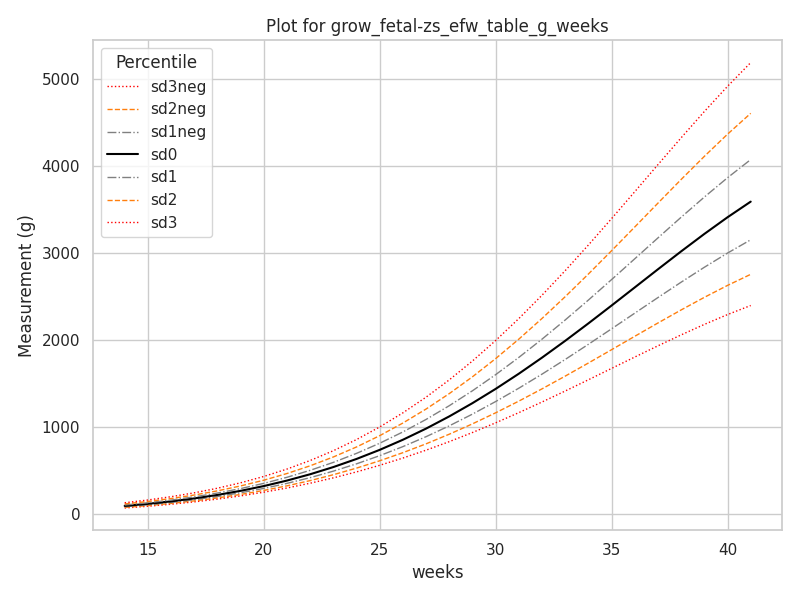 Plot for grow_fetal-zs_efw_table_g_weeks
Percentile
sd3neg
sd2neg
sd1neg
sd0
sd1
sd2
sd3
Measurement (g)
5000
4000
3000
2000
1000
0
15 20 25 30 35 40
weeks